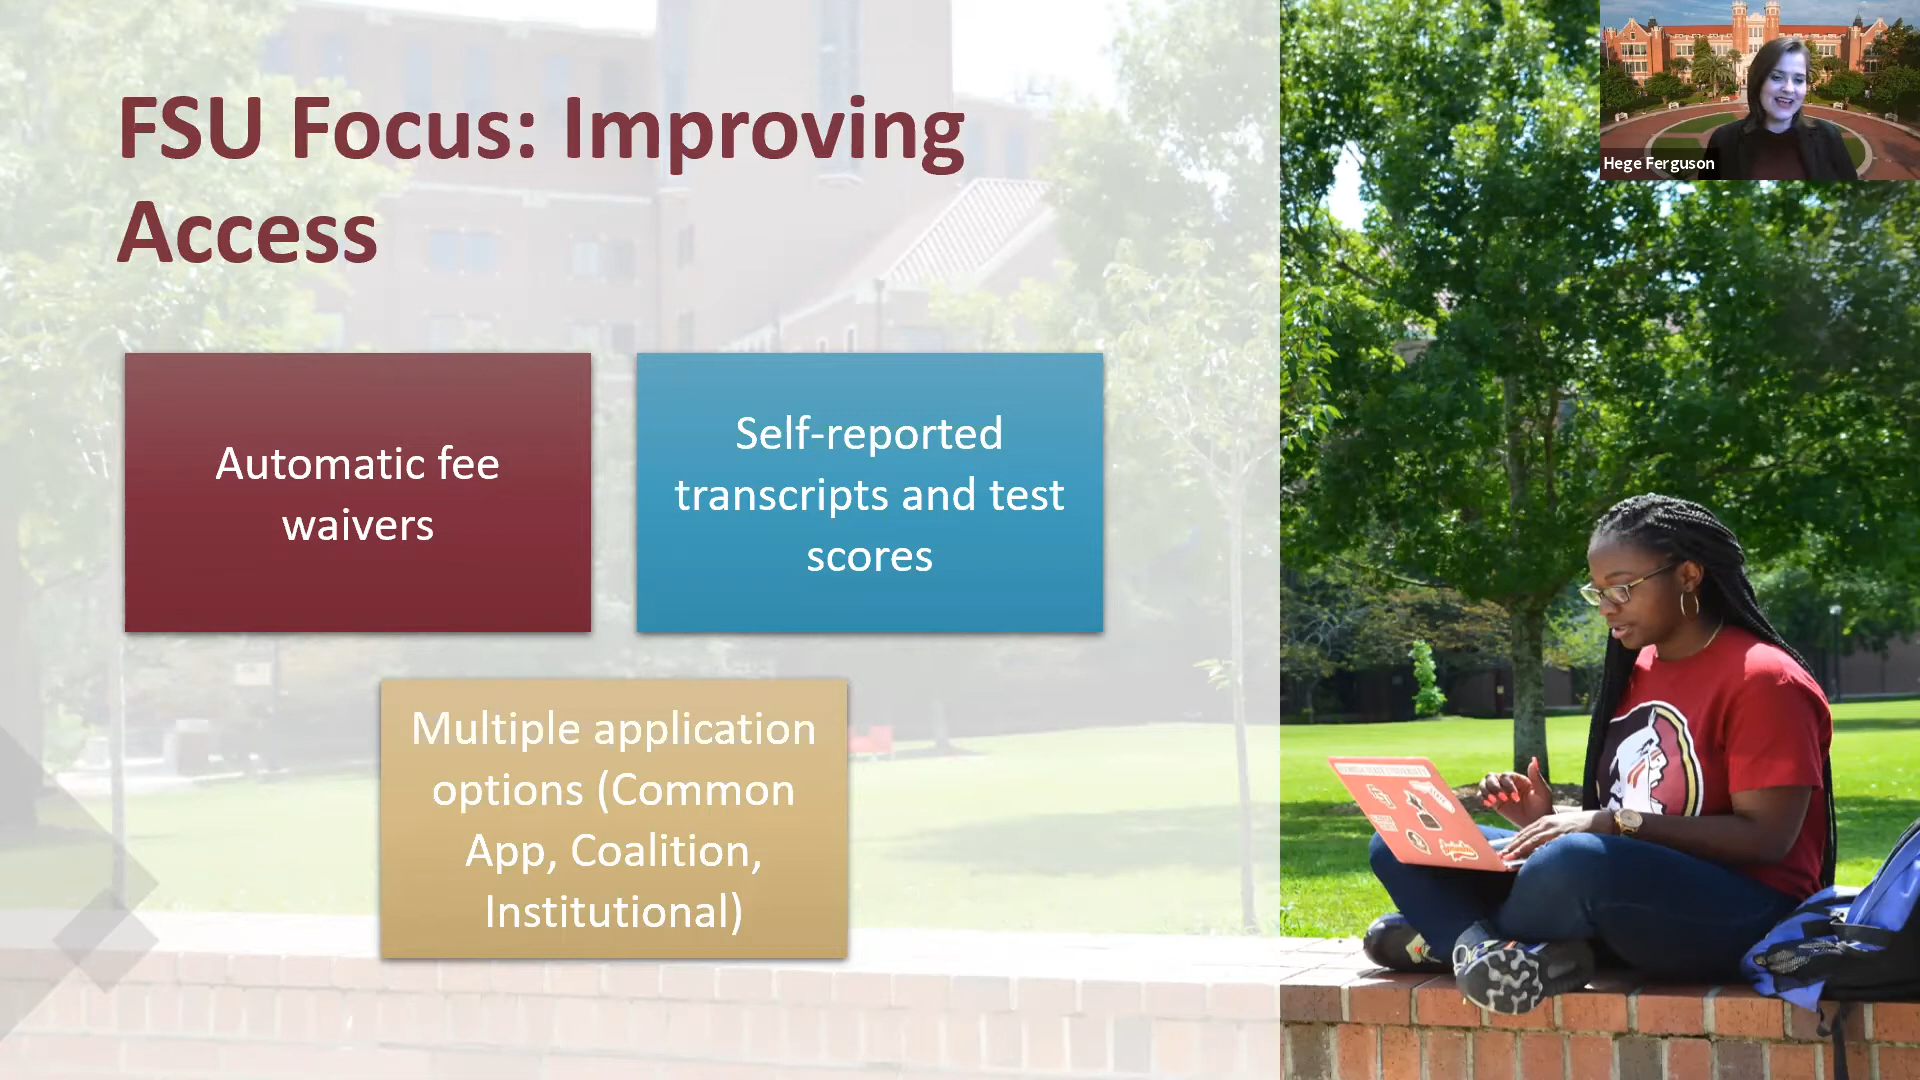 FSU Focus: Improving
Access
Hege Ferguson
Automatic fee
waivers
Self-reported
transcripts and test
scores
Multiple application
options (Common
App, Coalition,
Institutional)